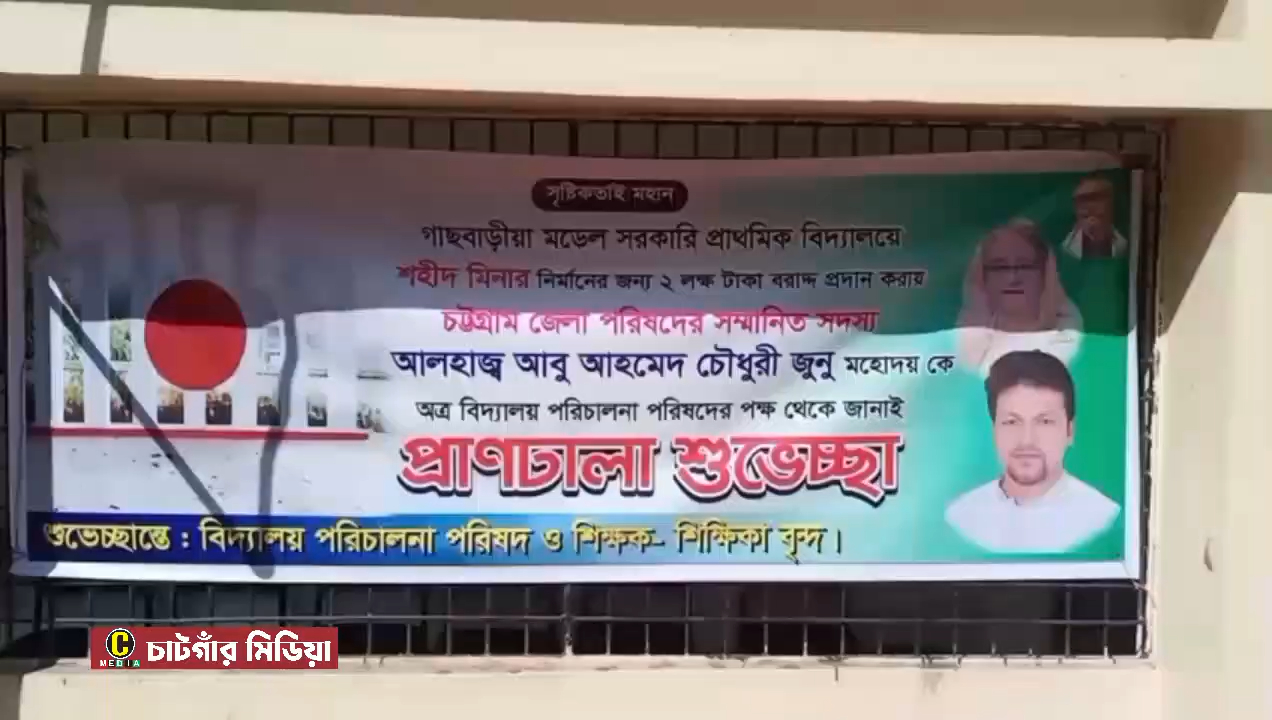 সৃষ্টিকর্তাই মহান
গাছবাড়ীয়া মডেল সরকারি প্রাথমিক বিদ্যালয়ে
শহীদ মিনার নির্মানের জন্য ২ লক্ষ টাকা বরাদ্দ প্রদান করায়
চট্টগ্রাম জেলা পরিষদের সম্মানিত সদস্য
আলহাজ্ব আবু আহমেদ চৌধুরী জুনু মহোদয় কে
অত্র বিদ্যালয় পরিচালনা পরিষদের পক্ষ থেকে জানাই
প্রাণঢালা শুভেচ্ছা
শুভেচ্ছান্তে : বিদ্যালয় পরিচালনা পরিষদ ও শিক্ষক- শিক্ষিকা বৃন্দ।
C MEDIA চাটগাঁর মিডিয়া